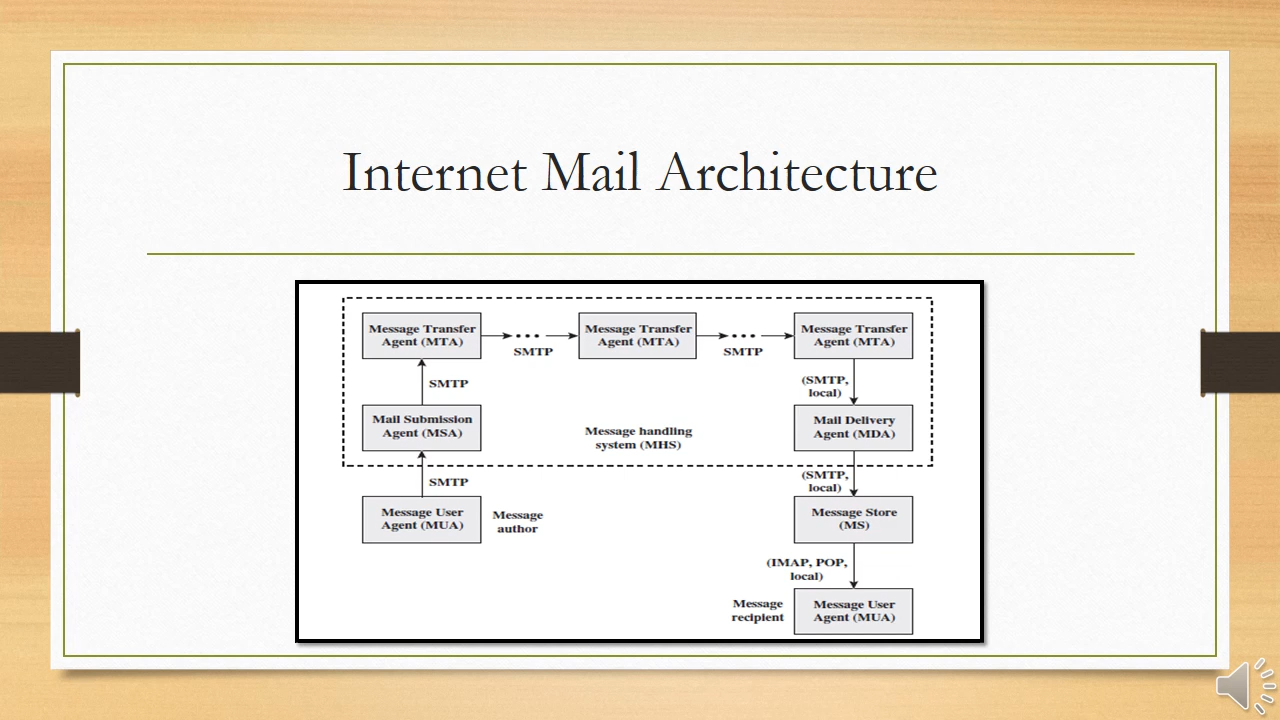 Internet Mail Architecture
Message Transfer
Agent (MTA)
SMTP
Message Transfer
Agent (MTA)
SMTP
Message Transfer
Agent (MTA)
SMTP
(SMTP,
local)
Mail Submission
Agent (MSA)
Message handling
system (MHS)
Mail Delivery
Agent (MDA)
SMTP
(SMTP,
local)
Message User
Agent (MUA)
Message
author
Message Store
(MS)
(IMAP, POP,
local)
Message
recipient
Message User
Agent (MUA)